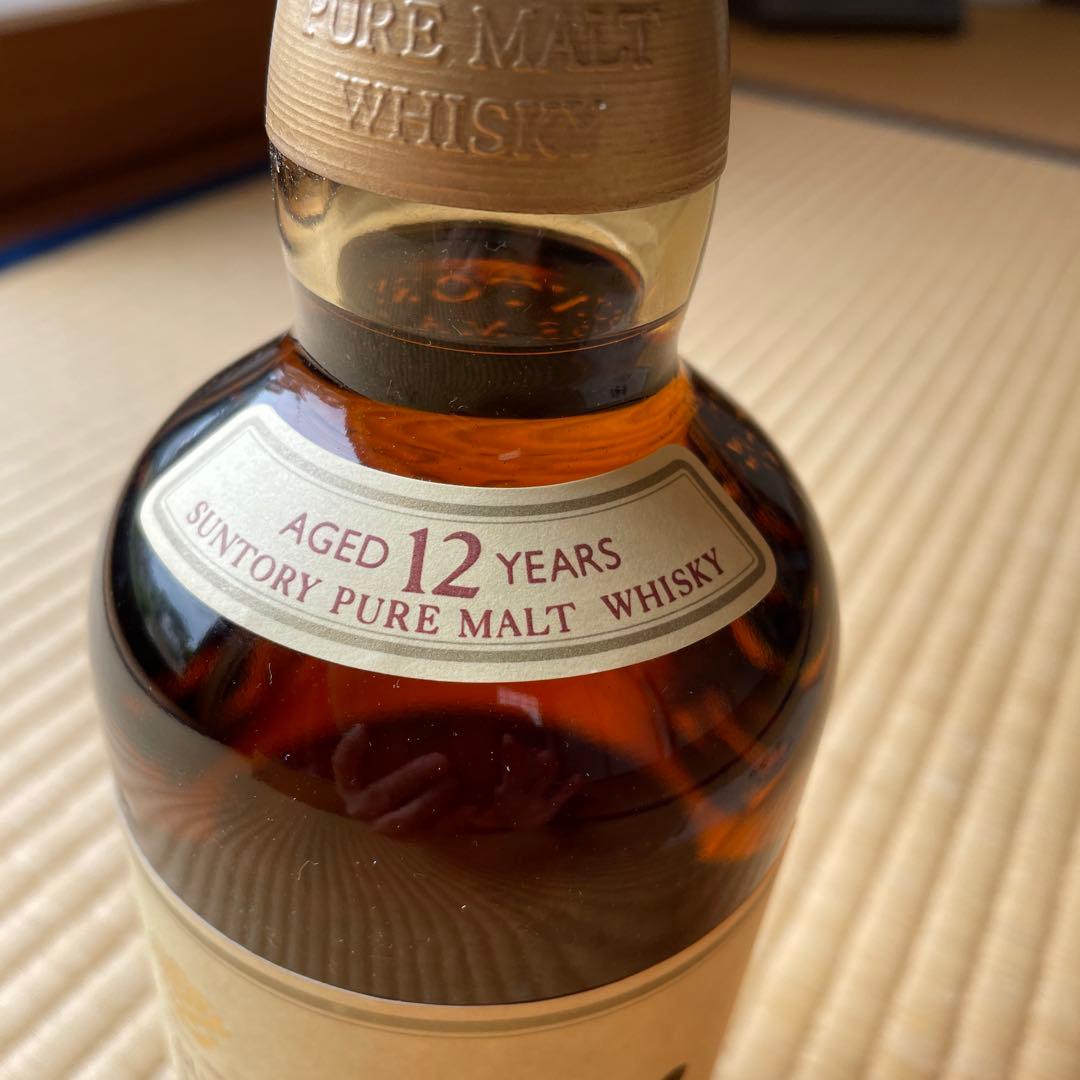 PURE MALT
WHISKY
AGED 12 YEARS
SUNTORY PURE MALT WHISKY